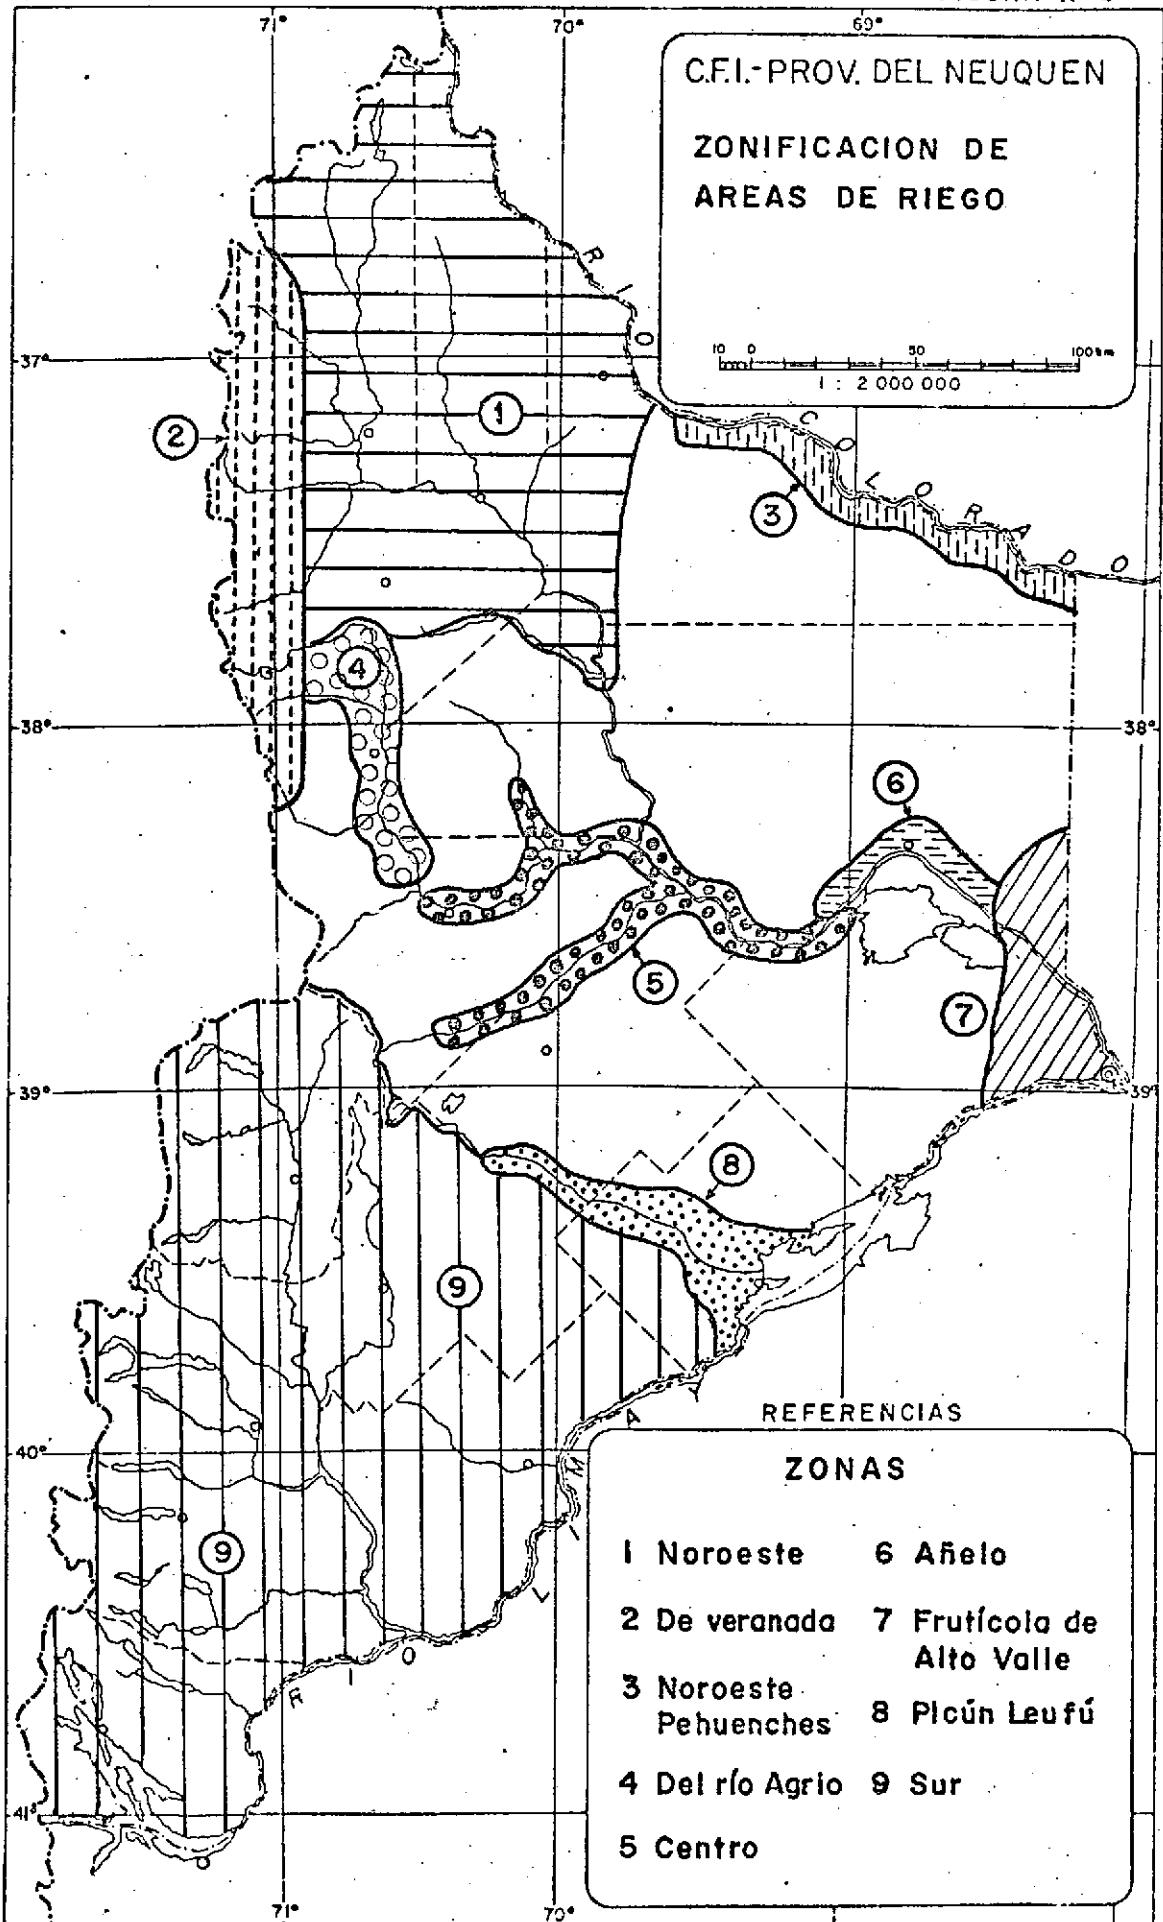 71° 70° 69°
C.F.I.-PROV. DEL NEUQUEN
ZONIFICACION DE
AREAS DE RIEGO
10 0 50 100 km
1 : 2 000 000
RIO COLORADO
37°
1
2
3
4
38° 38°
6
5
7
39° 39°
8
9
RIO LIMAY
40°
9
41°
71° 70°
REFERENCIAS
ZONAS
1 Noroeste
2 De veranada
3 Noroeste
Pehuenches
4 Del río Agrio
5 Centro
6 Añelo
7 Frutícola de
Alto Valle
8 Picún Leufú
9 Sur